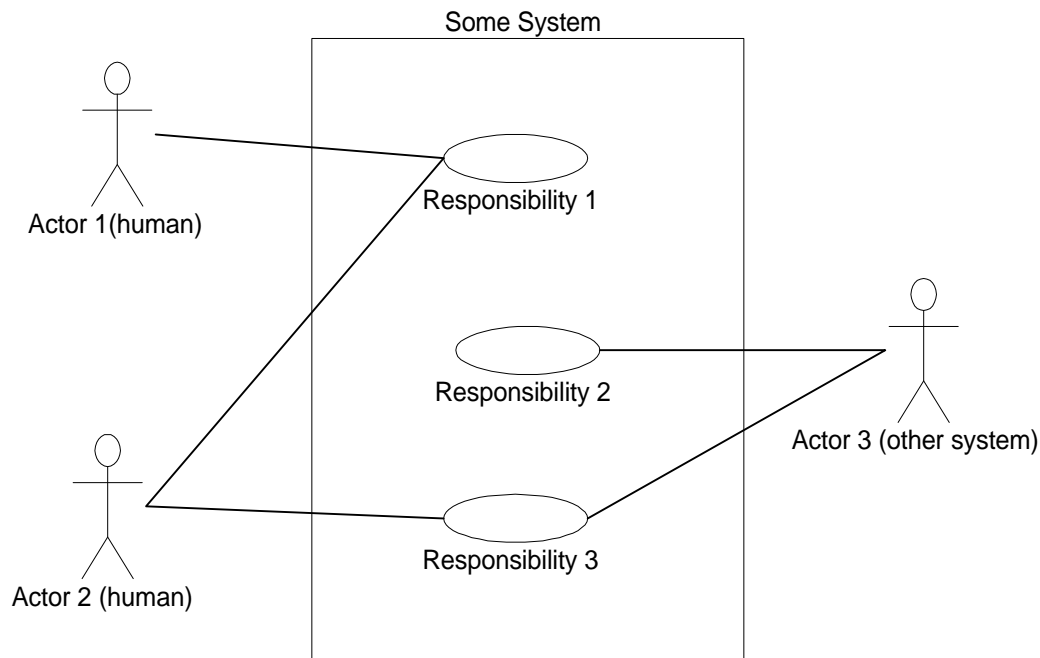 Some System
Actor 1(human)
Responsibility 1
Responsibility 2
Actor 3 (other system)
Responsibility 3
Actor 2 (human)